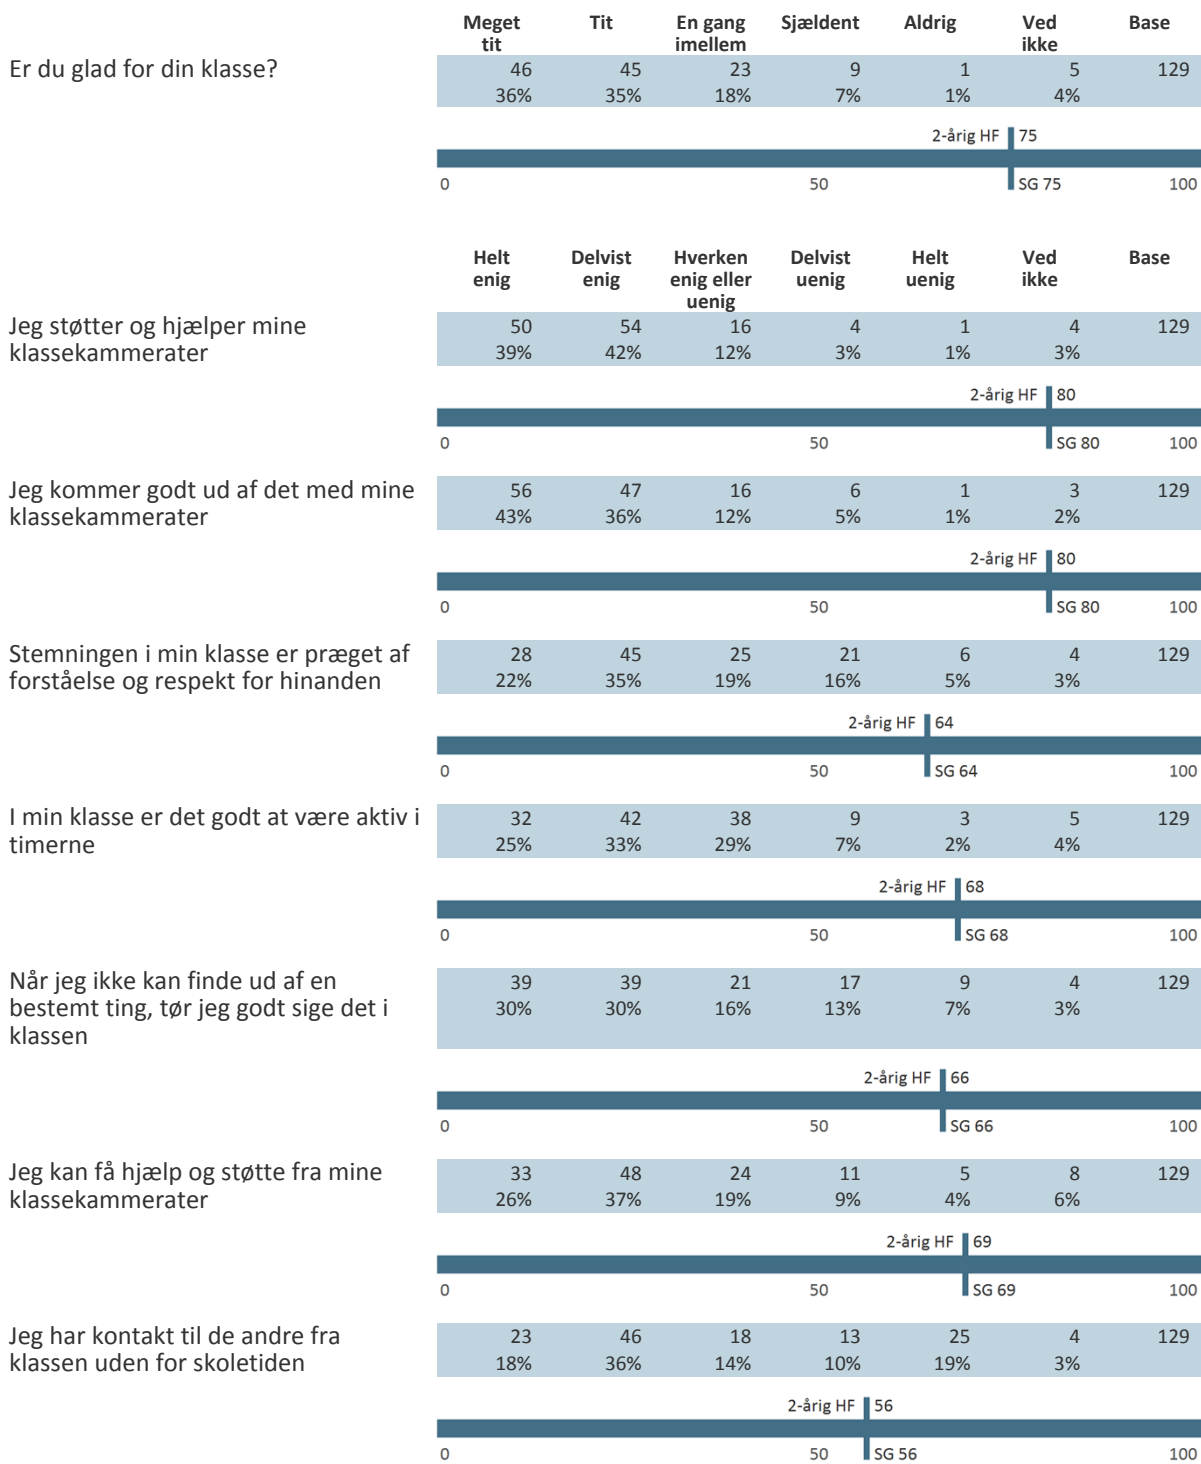 Meget tit Tit En gang imellem Sjældent Aldrig Ved ikke Base
Er du glad for din klasse? 46 45 23 9 1 5 129
36% 35% 18% 7% 1% 4%
2-årig HF 75
0 50 SG 75 100
Helt enig Delvist enig Hverken enig eller uenig Delvist uenig Helt uenig Ved ikke Base
Jeg støtter og hjælper mine 50 54 16 4 1 4 129
klassekammerater 39% 42% 12% 3% 1% 3%
2-årig HF 80
0 50 SG 80 100
Jeg kommer godt ud af det med mine 56 47 16 6 1 3 129
klassekammerater 43% 36% 12% 5% 1% 2%
2-årig HF 80
0 50 SG 80 100
Stemningen i min klasse er præget af 28 45 25 21 6 4 129
forståelse og respekt for hinanden 22% 35% 19% 16% 5% 3%
2-årig HF 64
0 50 SG 64 100
I min klasse er det godt at være aktiv i 32 42 38 9 3 5 129
timerne 25% 33% 29% 7% 2% 4%
2-årig HF 68
0 50 SG 68 100
Når jeg ikke kan finde ud af en 39 39 21 17 9 4 129
bestemt ting, tør jeg godt sige det i 30% 30% 16% 13% 7% 3%
klassen
2-årig HF 66
0 50 SG 66 100
Jeg kan få hjælp og støtte fra mine 33 48 24 11 5 8 129
klassekammerater 26% 37% 19% 9% 4% 6%
2-årig HF 69
0 50 SG 69 100
Jeg har kontakt til de andre fra 23 46 18 13 25 4 129
klassen uden for skoletiden 18% 36% 14% 10% 19% 3%
2-årig HF 56
0 50 SG 56 100